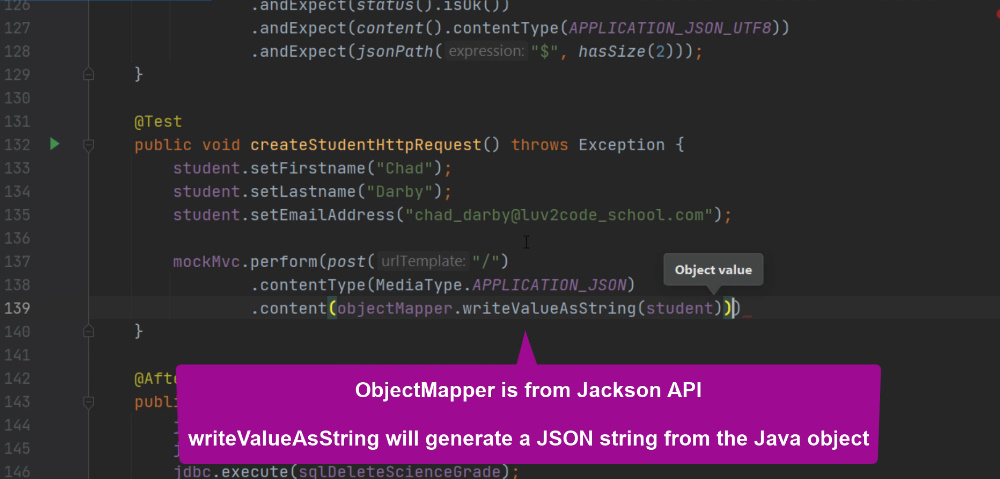 126 .andExpect(status().isOk())
127 .andExpect(content().contentType(APPLICATION_JSON_UTF8))
128 .andExpect(jsonPath( expression: "$", hasSize(2)));
129 }
130
131 @Test
132 public void createStudentHttpRequest() throws Exception {
133 student.setFirstname("Chad");
134 student.setLastname("Darby");
135 student.setEmailAddress("chad_darby@luv2code_school.com");
136
137 mockMvc.perform(post( urlTemplate: "/")
Object value
138 .contentType(MediaType.APPLICATION_JSON)
139 .content(objectMapper.writeValueAsString(student)))
140 }
141
ObjectMapper is from Jackson API
writeValueAsString will generate a JSON string from the Java object
142 @Afte
143 publi
144
145
146 jdbc.execute(sqlDeleteScienceGrade);